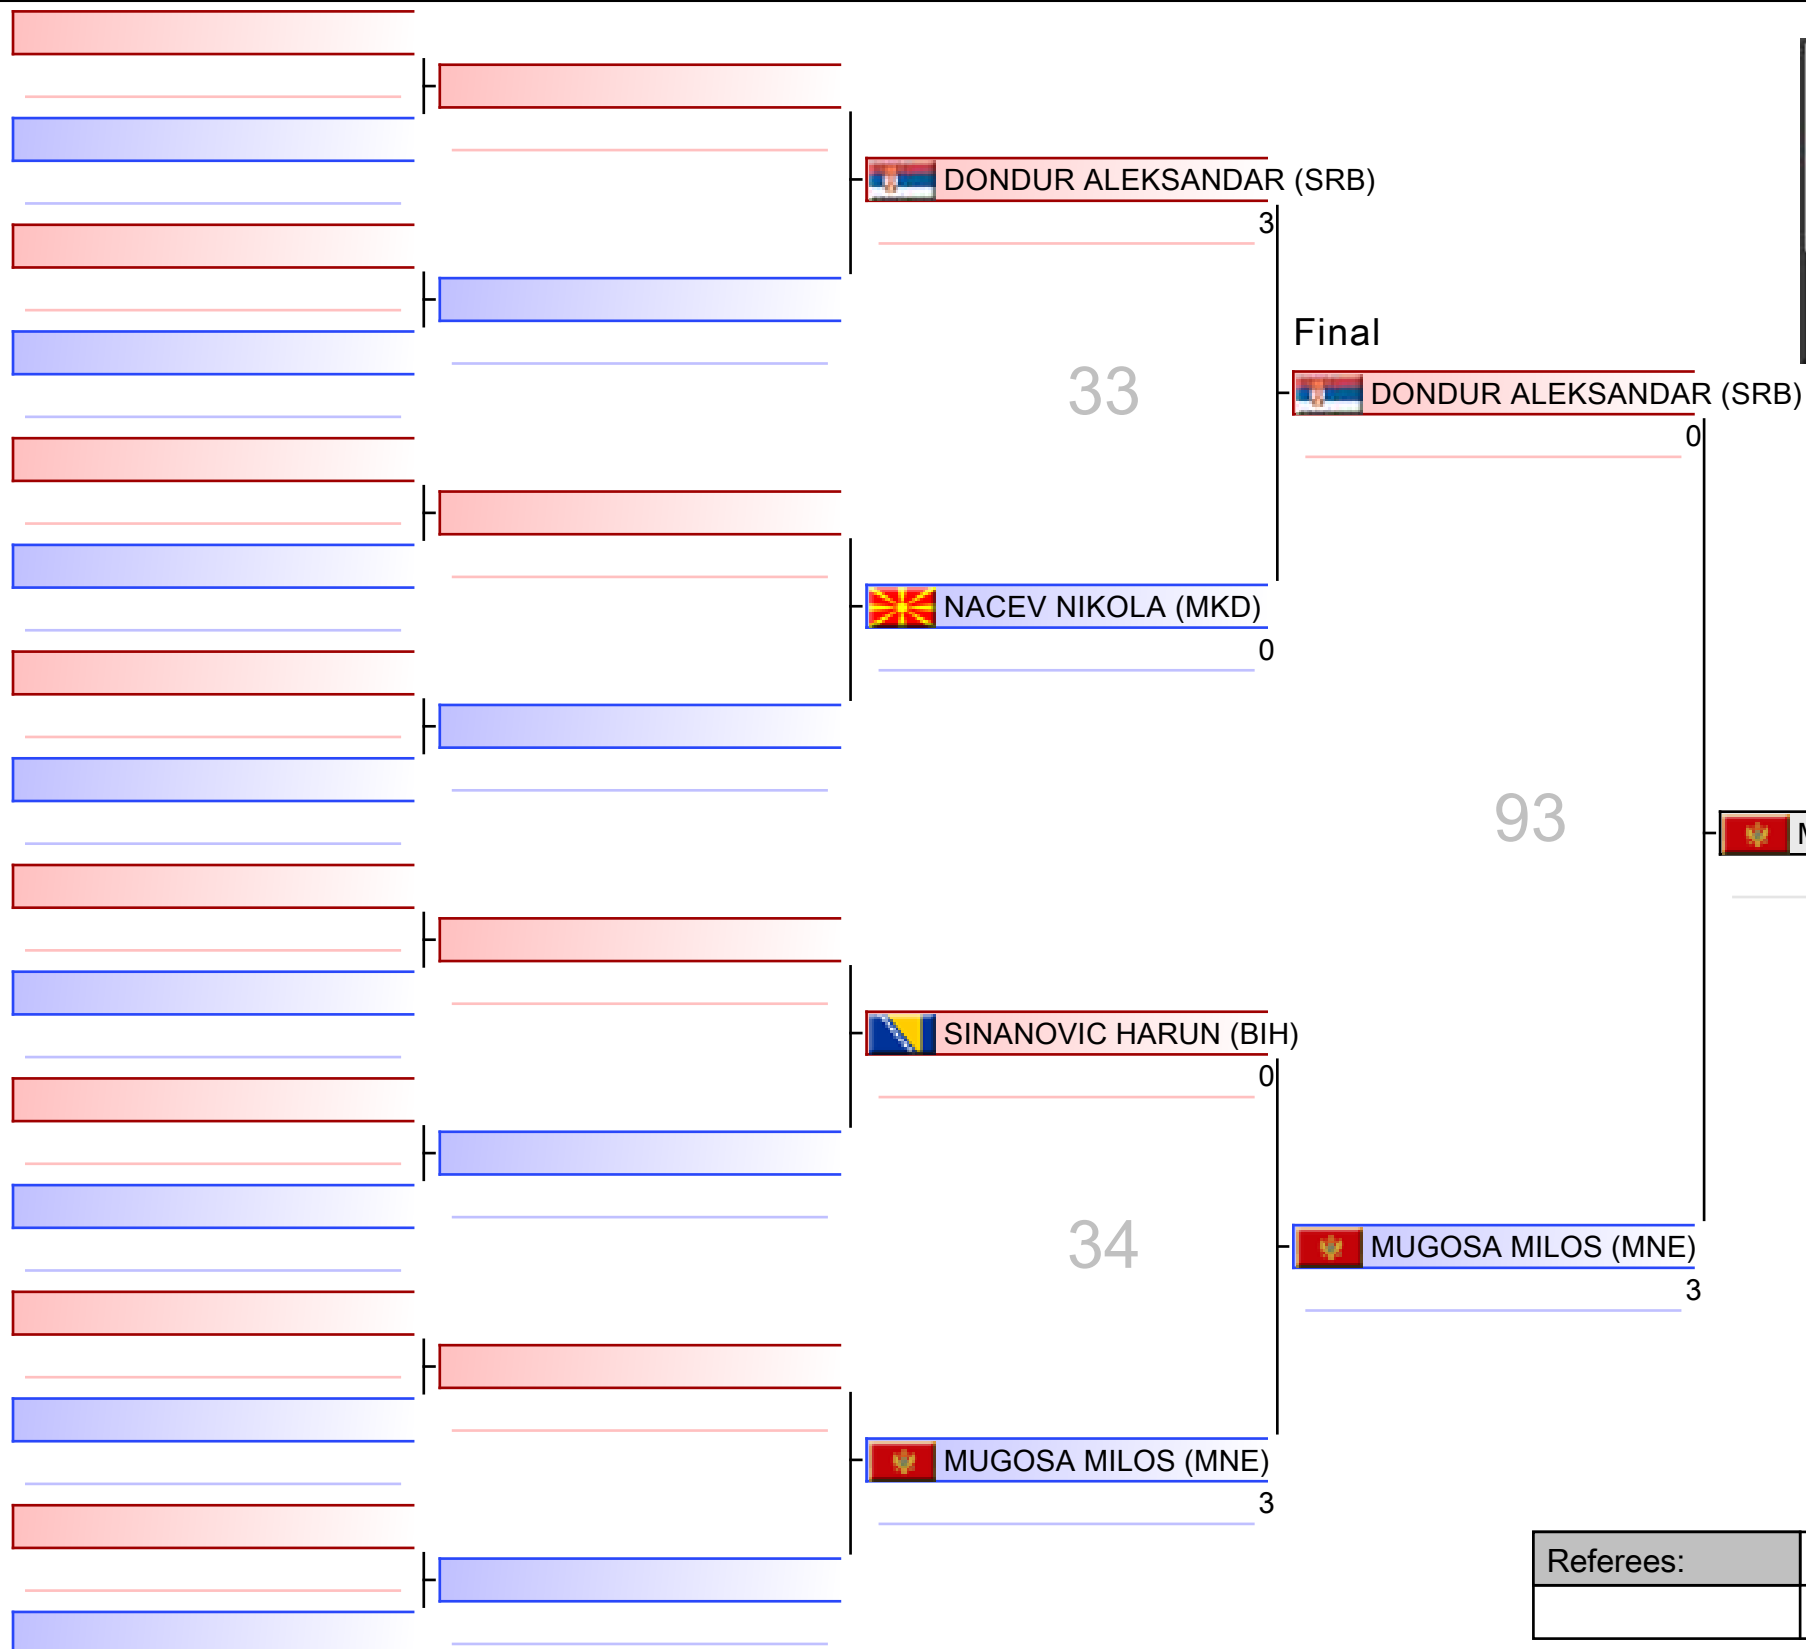 DONDUR ALEKSANDAR (SRB)
3
Final
33
DONDUR ALEKSANDAR (SRB)
0
NACEV NIKOLA (MKD)
0
93
M
SINANOVIC HARUN (BIH)
0
34
MUGOSA MILOS (MNE)
3
MUGOSA MILOS (MNE)
3
Referees: